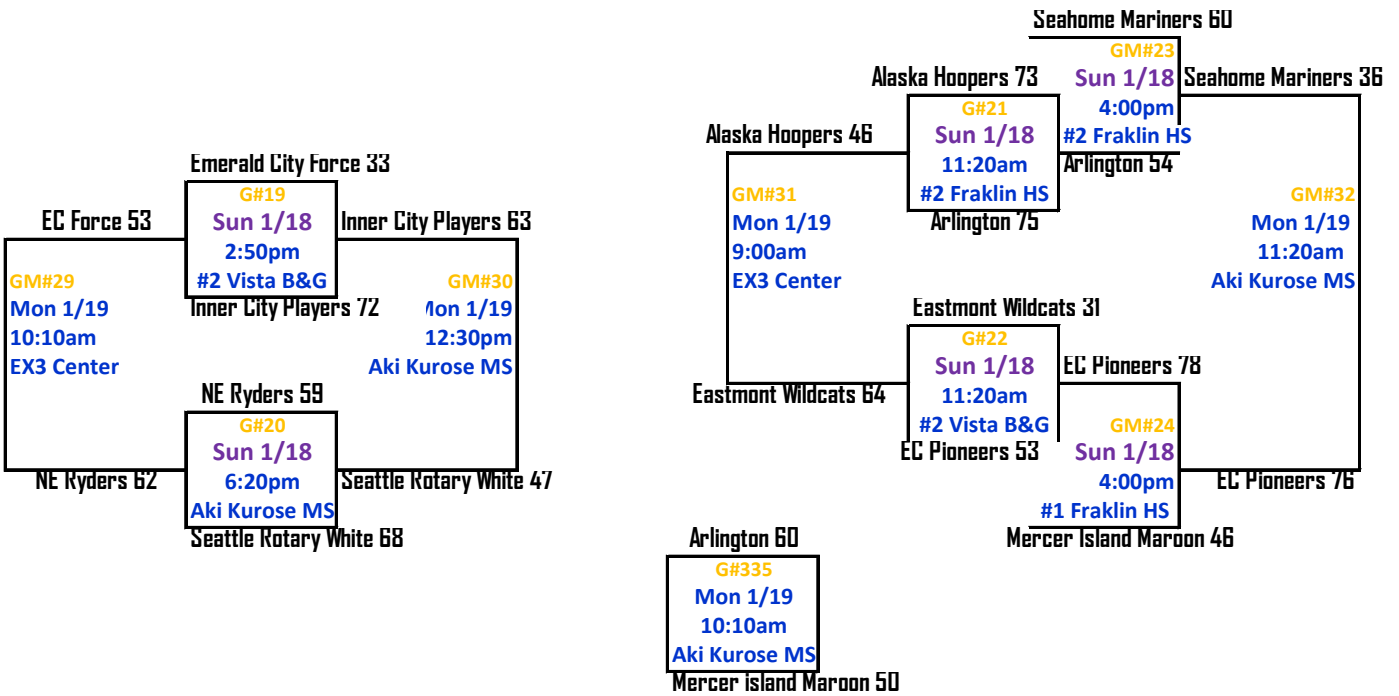 Seahome Mariners 60
GM#23
Sun 1/18
4:00pm
#2 Fraklin HS
Alaska Hoopers 73
Seahome Mariners 36
G#21
Sun 1/18
11:20am
#2 Fraklin HS
Alaska Hoopers 46
Arlington 54
Arlington 75
GM#31
Mon 1/19
9:00am
EX3 Center
GM#32
Mon 1/19
11:20am
Aki Kurose MS
Emerald City Force 33
G#19
Sun 1/18
2:50pm
#2 Vista B&G
EC Force 53
Inner City Players 63
Inner City Players 72
GM#29
Mon 1/19
10:10am
EX3 Center
GM#30
Mon 1/19
12:30pm
Aki Kurose MS
NE Ryders 59
G#20
Sun 1/18
6:20pm
Aki Kurose MS
NE Ryders 62
Seattle Rotary White 47
Seattle Rotary White 68
Eastmont Wildcats 31
G#22
Sun 1/18
11:20am
#2 Vista B&G
Eastmont Wildcats 64
EC Pioneers 78
EC Pioneers 53
GM#24
Sun 1/18
4:00pm
#1 Fraklin HS
EC Pioneers 76
Mercer Island Maroon 46
Arlington 60
G#335
Mon 1/19
10:10am
Aki Kurose MS
Mercer island Maroon 50